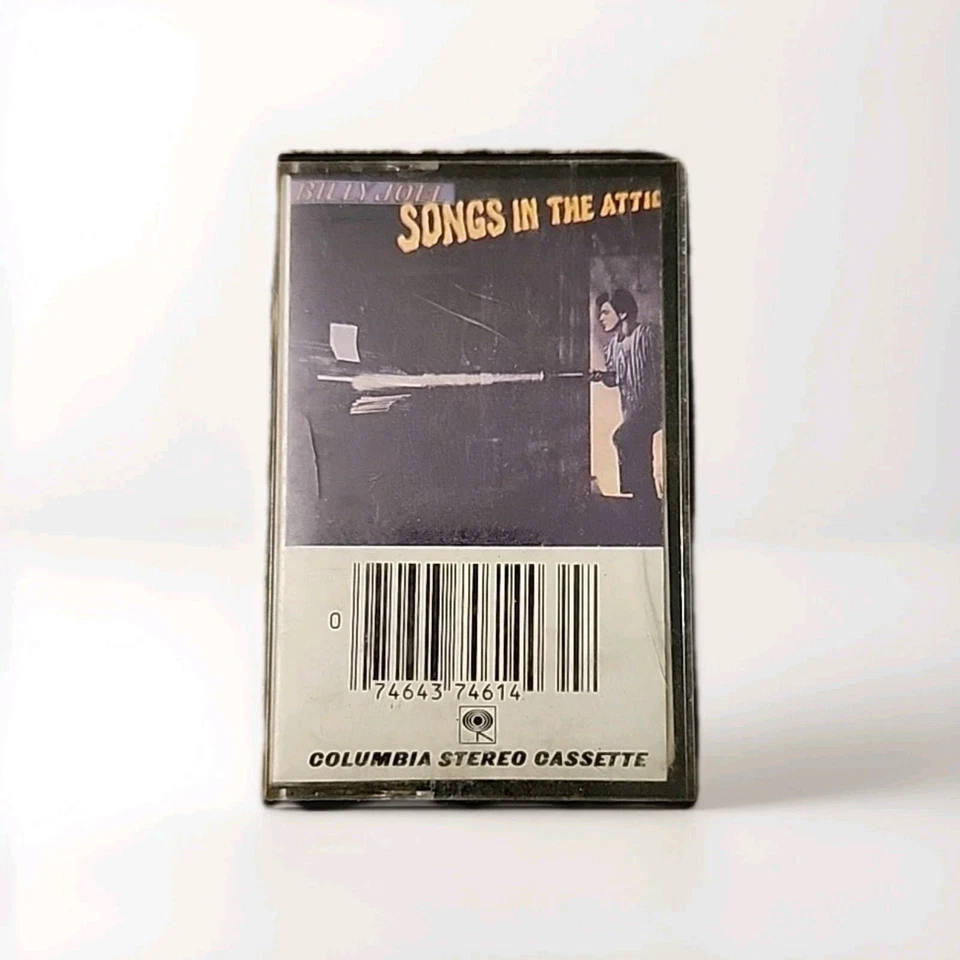 BILLY JOEL
SONGS IN THE ATTIC
0
74643 74614
COLUMBIA STEREO CASSETTE